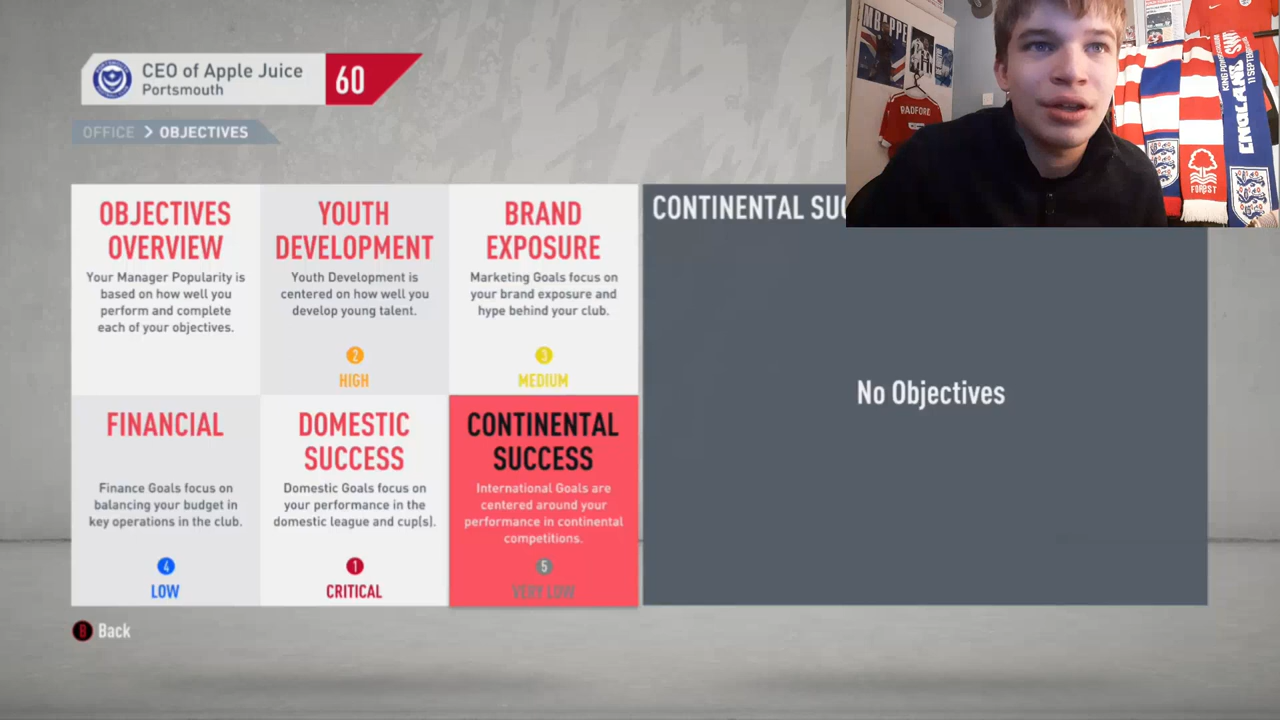 CEO of Apple Juice
Portsmouth
60
OFFICE > OBJECTIVES
OBJECTIVES
OVERVIEW
Your Manager Popularity is
based on how well you
perform and complete
each of your objectives.
YOUTH
DEVELOPMENT
Youth Development is
centered on how well you
develop young talent.
2
HIGH
BRAND
EXPOSURE
Marketing Goals focus on
your brand exposure and
hype behind your club.
3
MEDIUM
FINANCIAL
Finance Goals focus on
balancing your budget in
key operations in the club.
4
LOW
DOMESTIC
SUCCESS
Domestic Goals focus on
your performance in the
domestic league and cup(s).
1
CRITICAL
CONTINENTAL
SUCCESS
International Goals are
centered around your
performance in continental
competitions.
5
VERY LOW
CONTINENTAL SUC
No Objectives
B Back
MBAPPE
RADFORD
FOREST
ENGLAND